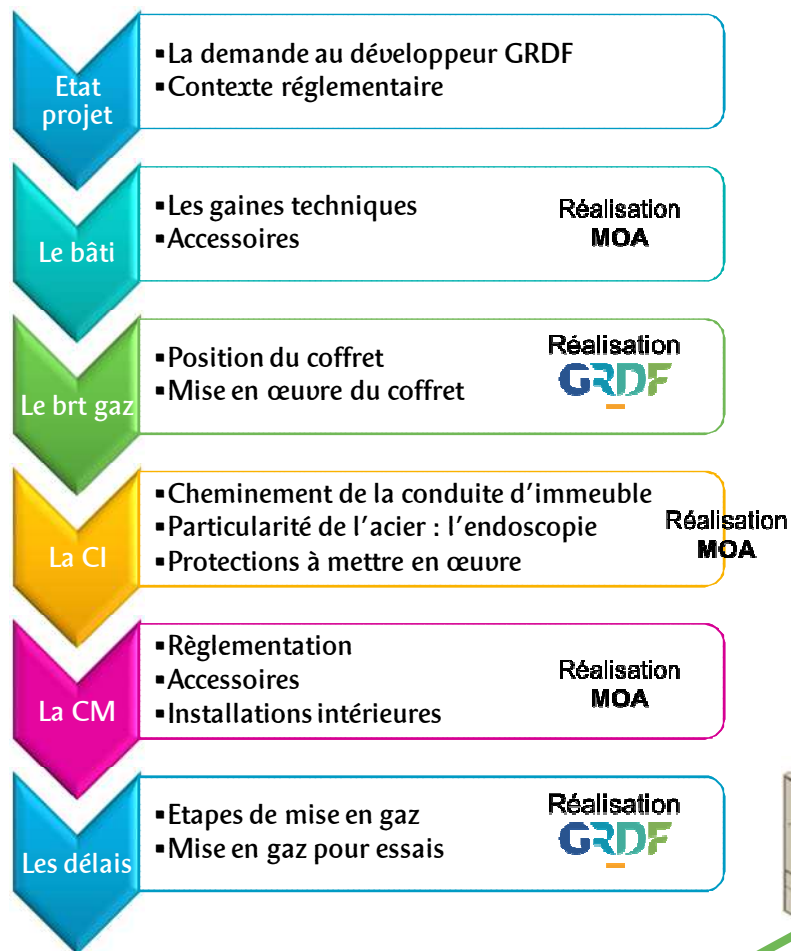 Etat projet
▪La demande au développeur GRDF
▪Contexte réglementaire
Le bâti
▪Les gaines techniques
▪Accessoires
Réalisation
MOA
Le brt gaz
▪Position du coffret
▪Mise en œuvre du coffret
Réalisation
GRDF
La CI
▪Cheminement de la conduite d’immeuble
▪Particularité de l’acier : l’endoscopie
▪Protections à mettre en œuvre
Réalisation
MOA
La CM
▪Règlementation
▪Accessoires
▪Installations intérieures
Réalisation
MOA
Les délais
▪Etapes de mise en gaz
▪Mise en gaz pour essais
Réalisation
GRDF